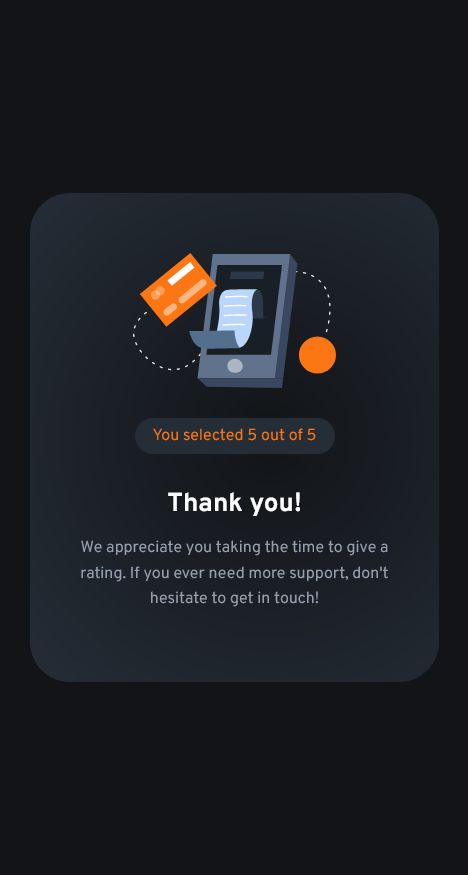 You selected 5 out of 5
Thank you!
We appreciate you taking the time to give a
rating. If you ever need more support, don't
hesitate to get in touch!